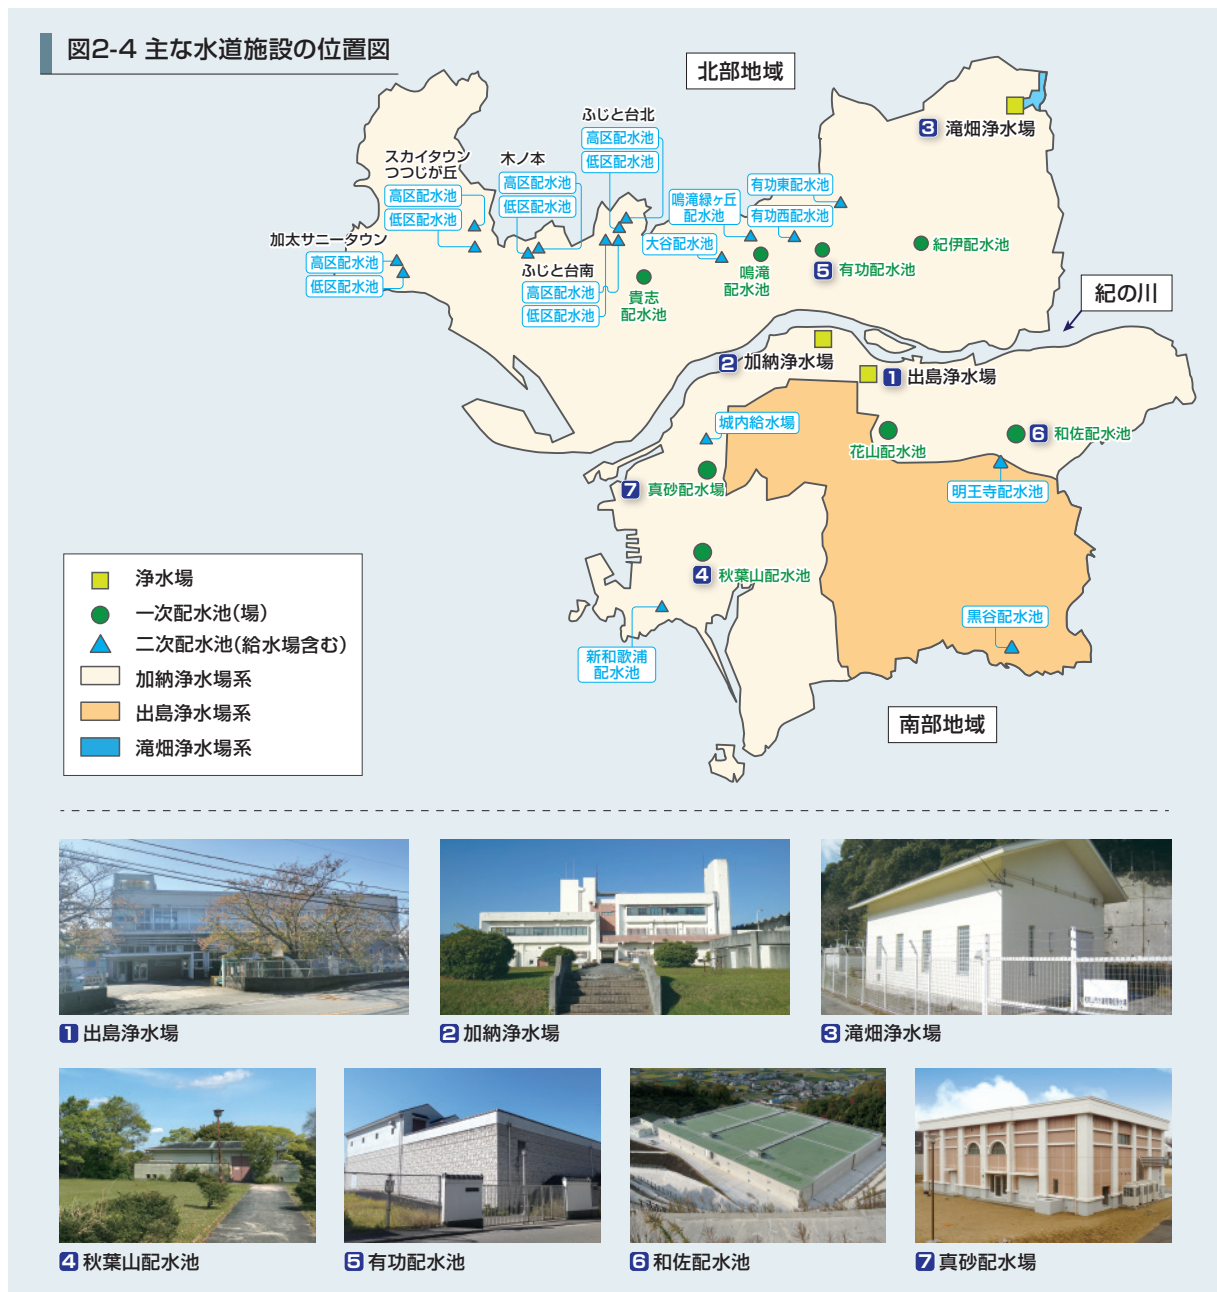 図2-4 主な水道施設の位置図
北部地域
3 滝畑浄水場
ふじと台北
高区配水池
低区配水池
スカイタウン
つつじが丘
高区配水池
低区配水池
木ノ本
高区配水池
低区配水池
鳴滝緑ヶ丘
配水池
有功東配水池
有功西配水池
大谷配水池
加太サニータウン
高区配水池
低区配水池
ふじと台南
高区配水池
低区配水池
貴志
配水池
鳴滝
配水池
5 有功配水池
紀伊配水池
紀の川
2 加納浄水場
1 出島浄水場
城内給水場
花山配水池
6 和佐配水池
7 真砂配水場
明王寺配水池
4 秋葉山配水池
新和歌浦
配水池
黒谷配水池
南部地域
浄水場
一次配水池(場)
二次配水池(給水場含む)
加納浄水場系
出島浄水場系
滝畑浄水場系
1 出島浄水場
2 加納浄水場
3 滝畑浄水場
4 秋葉山配水池
5 有功配水池
6 和佐配水池
7 真砂配水場